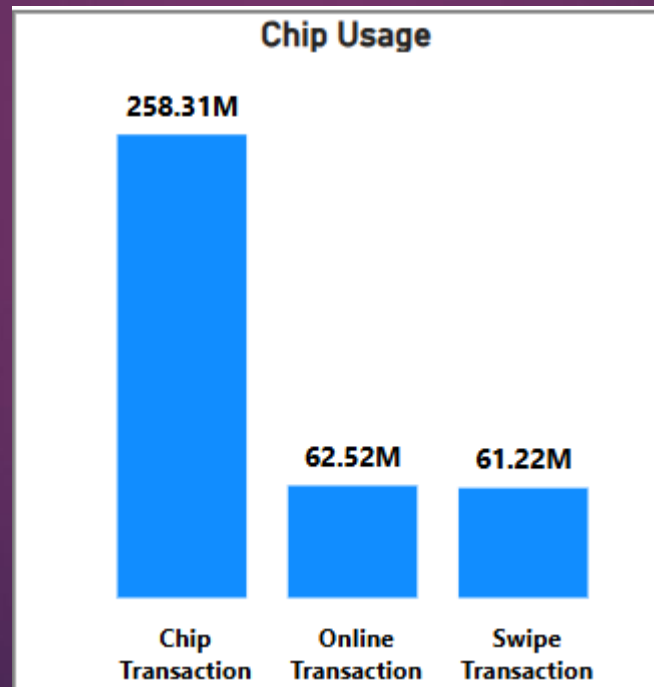 Chip Usage
258.31M
62.52M
61.22M
Chip
Transaction
Online
Transaction
Swipe
Transaction